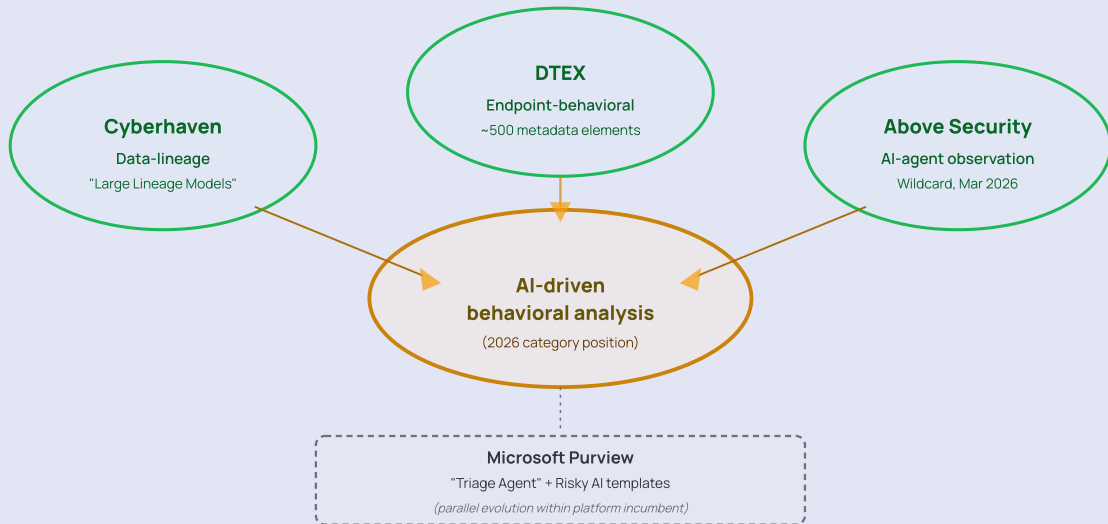 DTEX
Endpoint-behavioral
~500 metadata elements
Cyberhaven
Data-lineage
"Large Lineage Models"
Above Security
AI-agent observation
Wildcard, Mar 2026
AI-driven
behavioral analysis
(2026 category position)
Microsoft Purview
"Triage Agent" + Risky AI templates
(parallel evolution within platform incumbent)